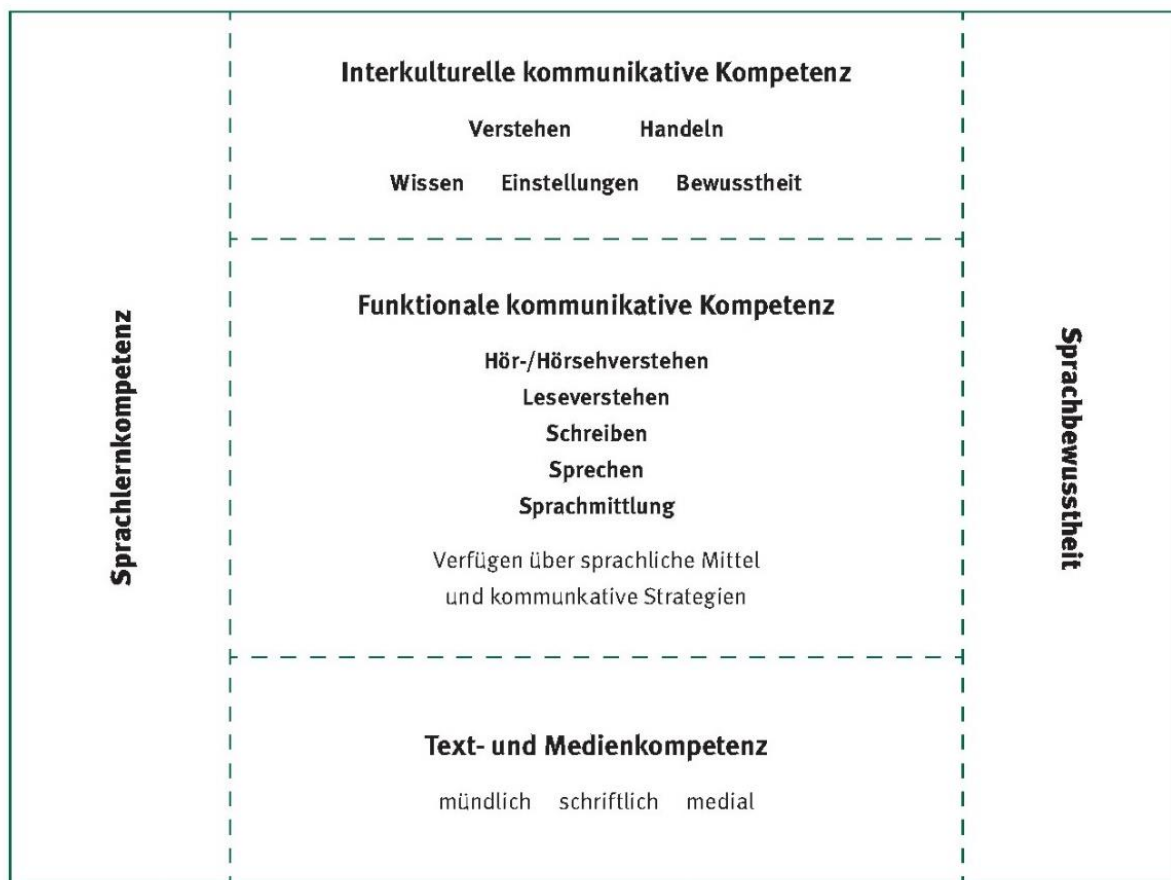 Sprachlernkompetenz
Interkulturelle kommunikative Kompetenz
Verstehen Handeln
Wissen Einstellungen Bewusstheit
Funktionale kommunikative Kompetenz
Hör-/Hörsehverstehen
Leseverstehen
Schreiben
Sprechen
Sprachmittlung
Verfügen über sprachliche Mittel
und kommunkative Strategien
Text- und Medienkompetenz
mündlich schriftlich medial
Sprachbewusstheit